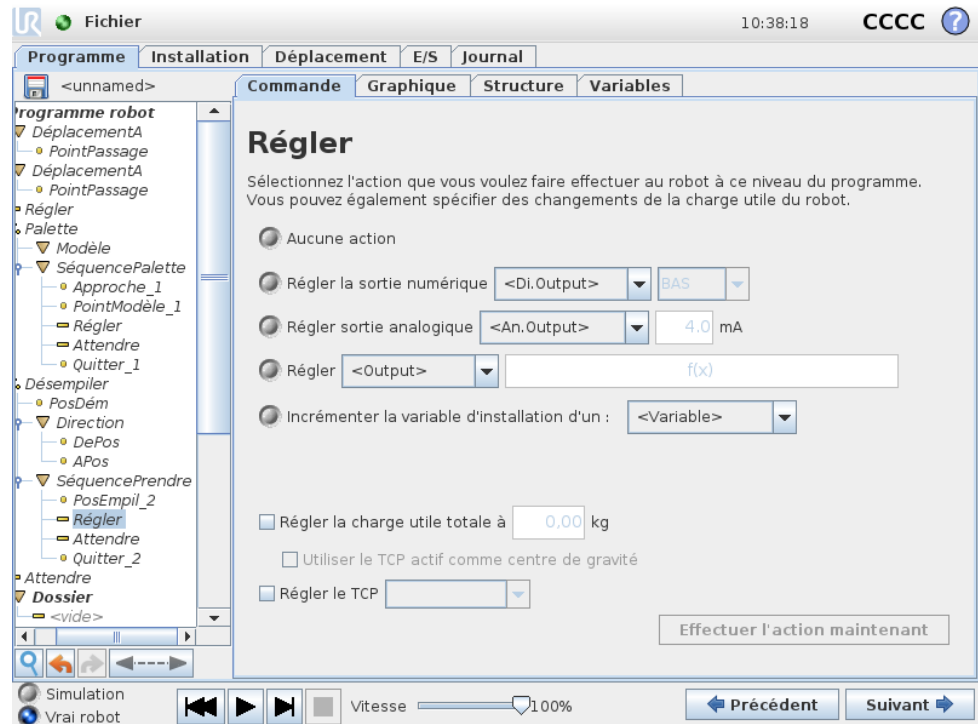 UR Fichier 10:38:18 CCCC ?
Programme Installation Déplacement E/S Journal
<unnamed>
Commande Graphique Structure Variables
Programme robot
DéplacementA
PointPassage
DéplacementA
PointPassage
Régler
Palette
Modèle
SéquencePalette
Approche_1
PointModèle_1
Régler
Attendre
Quitter_1
Désempiler
PosDém
Direction
DePos
APos
SéquencePrendre
PosEmpil_2
Régler
Attendre
Quitter_2
Attendre
Dossier
<vide>
Régler
Sélectionnez l'action que vous voulez faire effectuer au robot à ce niveau du programme.
Vous pouvez également spécifier des changements de la charge utile du robot.
Aucune action
Régler la sortie numérique <Di.Output> BAS
Régler sortie analogique <An.Output> 4.0 mA
Régler <Output> f(x)
Incrémenter la variable d'installation d'un : <Variable>
Régler la charge utile totale à 0,00 kg
Utiliser le TCP actif comme centre de gravité
Régler le TCP
Effectuer l'action maintenant
Simulation
Vrai robot
Vitesse 100%
Précédent Suivant